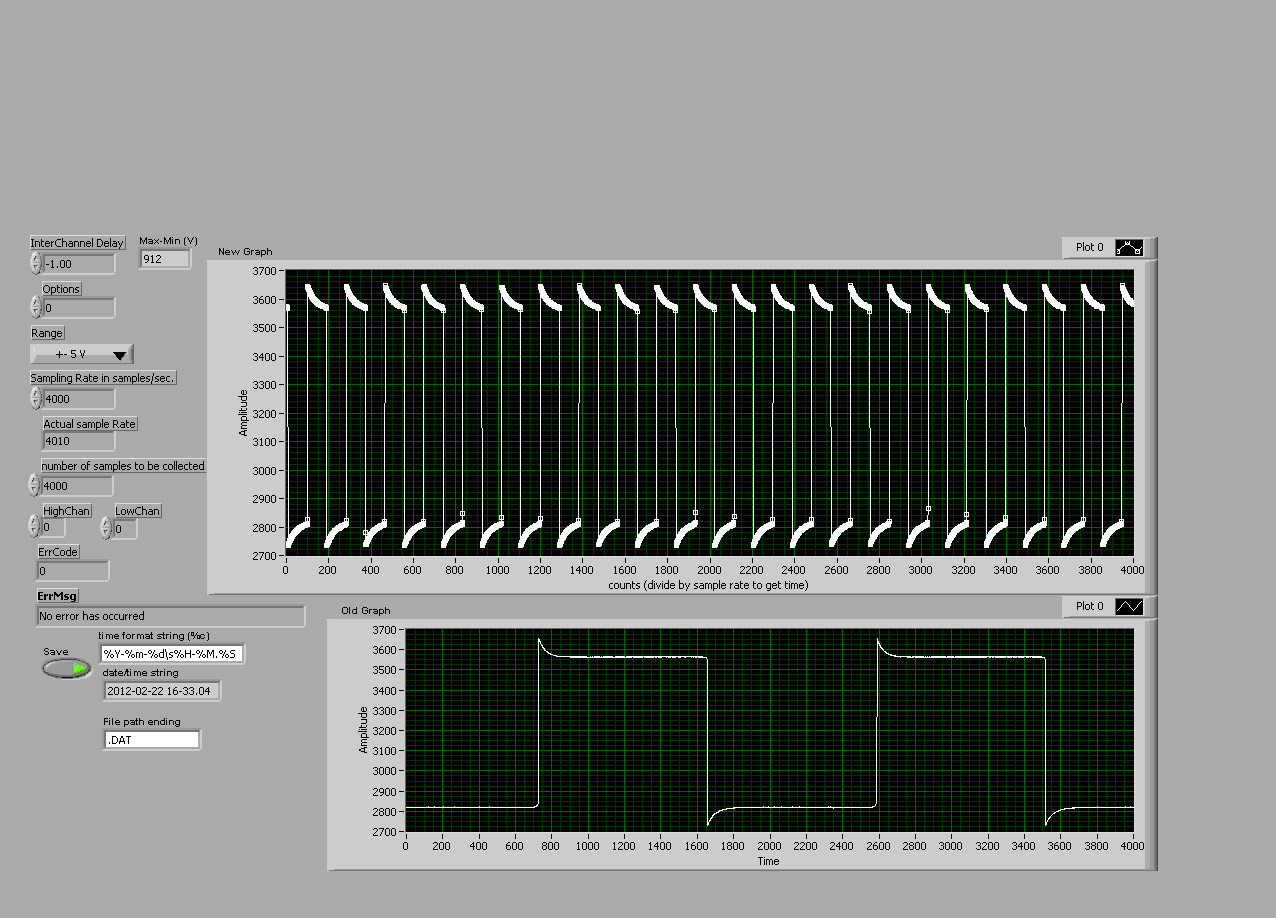 InterChannel Delay
-1.00
Max-Min (V)
912
Options
0
Range
+- 5 V
Sampling Rate in samples/sec.
4000
Actual sample Rate
4010
number of samples to be collected
4000
HighChan
0
LowChan
0
ErrCode
0
ErrMsg
No error has occurred
time format string (%c)
%Y-%m-%d\s%H-%M.%S
Save
date/time string
2012-02-22 16-33.04
File path ending
.DAT
New Graph
Plot 0
Amplitude
3700
3600
3500
3400
3300
3200
3100
3000
2900
2800
2700
0 200 400 600 800 1000 1200 1400 1600 1800 2000 2200 2400 2600 2800 3000 3200 3400 3600 3800 4000
counts (divide by sample rate to get time)
Old Graph
Plot 0
Amplitude
3700
3600
3500
3400
3300
3200
3100
3000
2900
2800
2700
0 200 400 600 800 1000 1200 1400 1600 1800 2000 2200 2400 2600 2800 3000 3200 3400 3600 3800 4000
Time